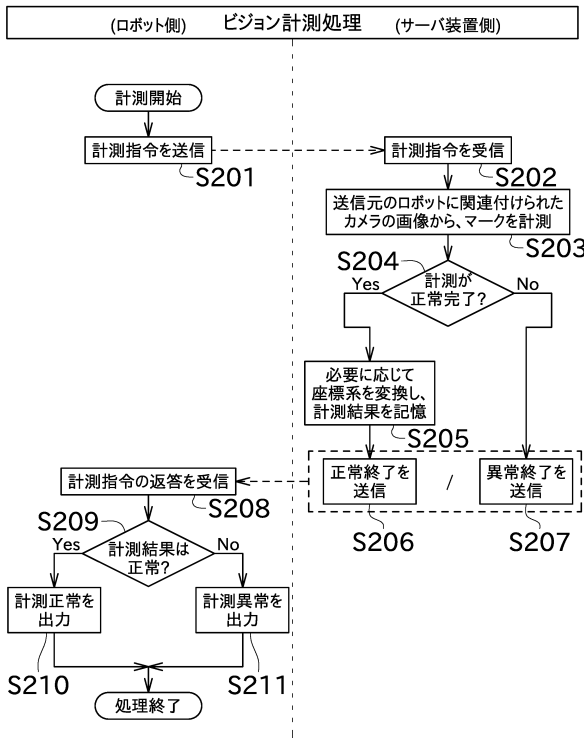 ビジョン計測処理
(ロボット側)
(サーバ装置側)
計測開始
計測指令を送信
S201
計測指令を受信
S202
送信元のロボットに関連付けられた
カメラの画像から、マークを計測
S203
S204
計測が
正常完了?
Yes
No
必要に応じて
座標系を変換し、
計測結果を記憶
S205
正常終了を
送信
S206
/
異常終了を
送信
S207
計測指令の返答を受信
S208
S209
計測結果は
正常?
Yes
No
計測正常を
出力
S210
計測異常を
出力
S211
処理終了